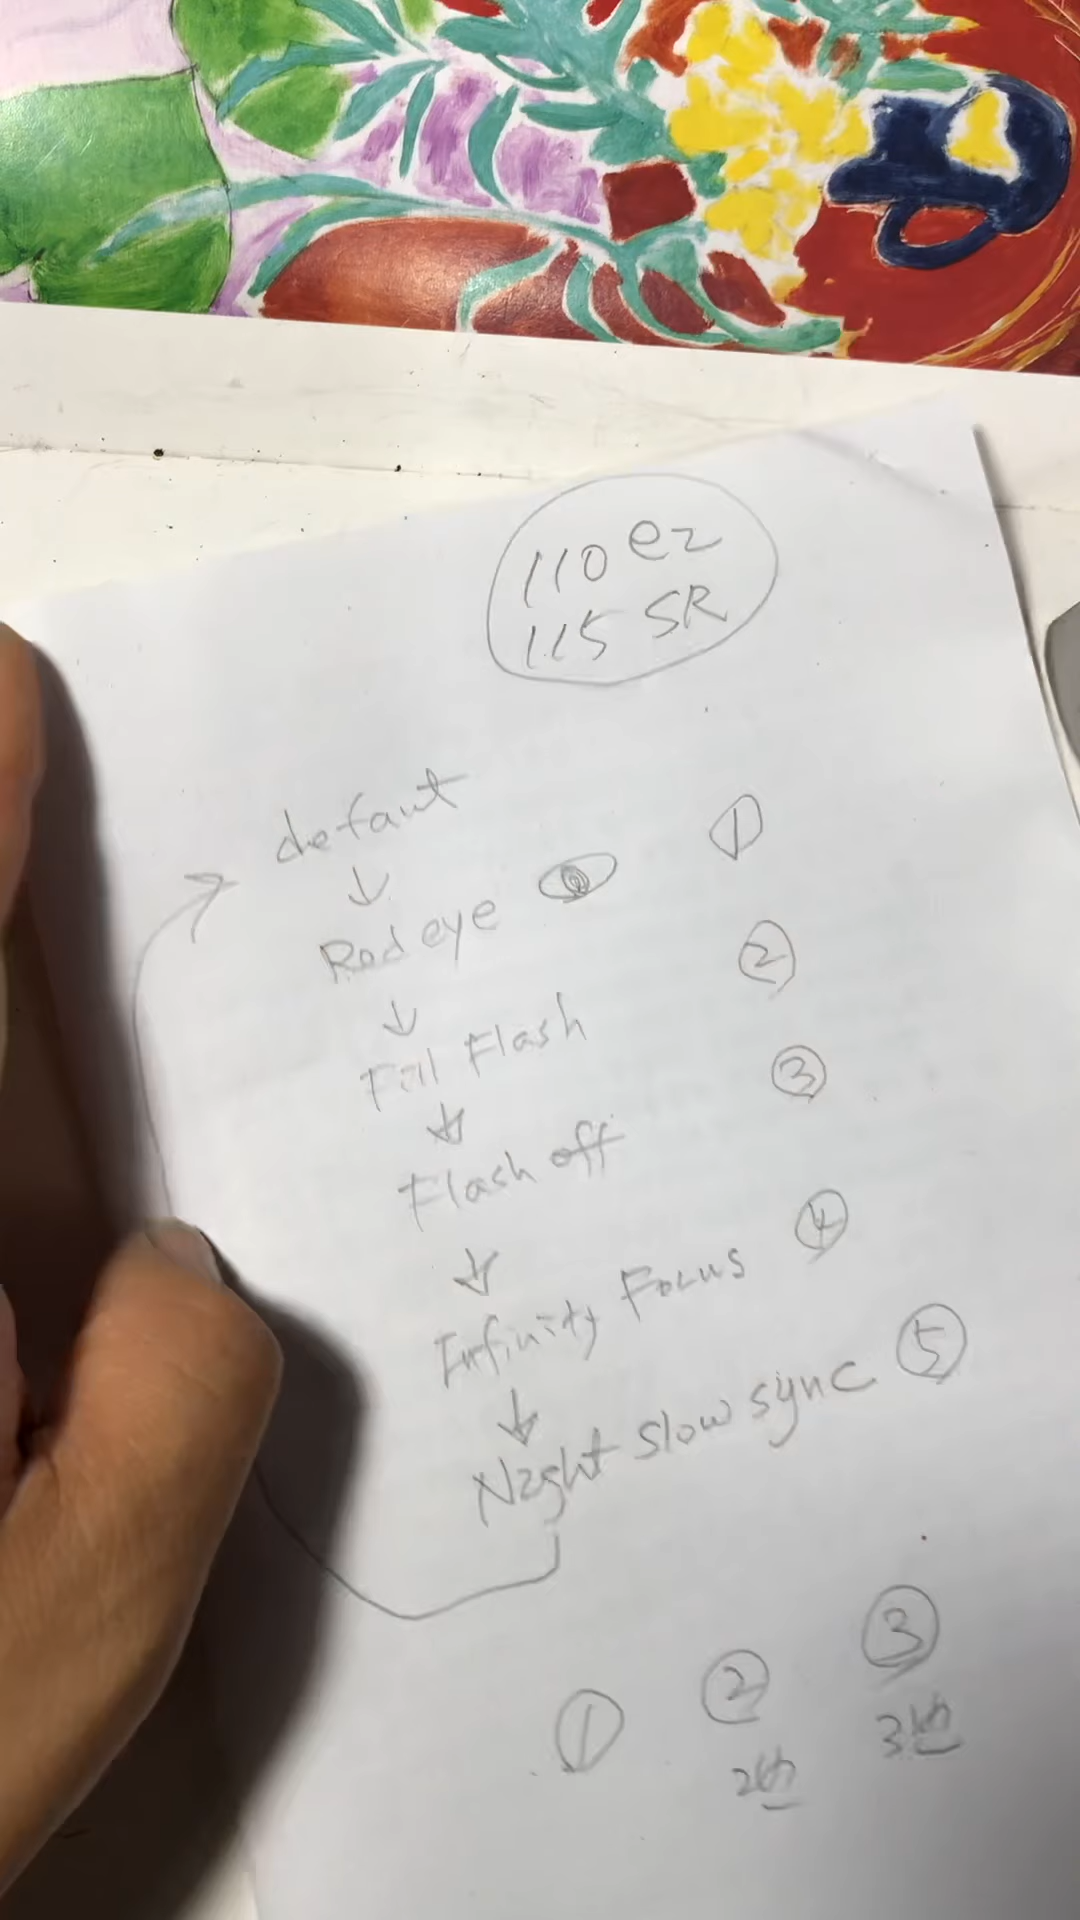 110 ez
115 SR
defaut
↓
Red eye ①
↓
②
Fill Flash
↓
③
Flash off
↓
Infinity Focus ④
↓
Night slow sync ⑤
① ② ③
2번 3번